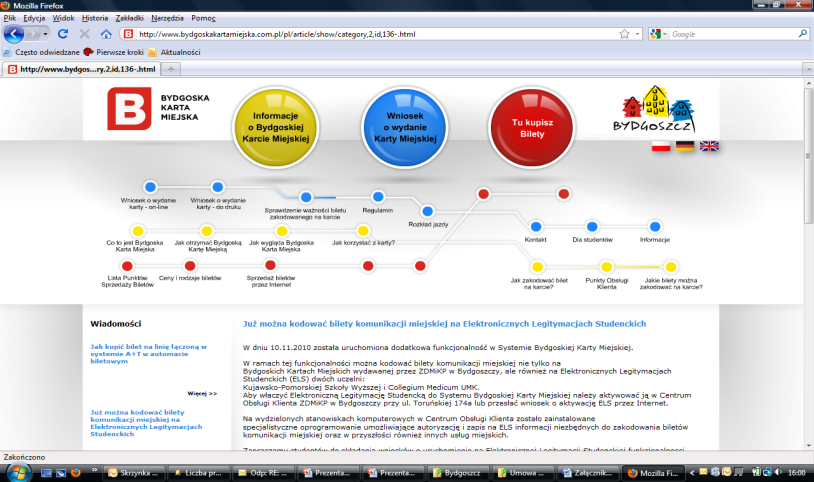 Mozilla Firefox
Plik Edycja Widok Historia Zakładki Narzędzia Pomoc
http://www.bydgoskakartamiejska.com.pl/pl/article/show/category,2,id,136-.html
Google
Często odwiedzane Pierwsze kroki Aktualności
http://www.bydgos...ry,2,id,136-.html
B BYDGOSKA
KARTA
MIEJSKA
Informacje
o Bydgoskiej
Karcie Miejskiej
Wniosek
o wydanie
Karty Miejskiej
Tu kupisz
Bilety
BYDGOSZCZ
Wniosek o wydanie
karty - on-line
Wniosek o wydanie
karty - do druku
Sprawdzenie ważności biletu
zakodowanego na karcie
Regulamin
Rozkład jazdy
Kontakt
Dla studentów
Informacje
Co to jest Bydgoska
Karta Miejska
Jak otrzymać Bydgoską
Kartę Miejską
Jak wygląda Bydgoska
Karta Miejska
Jak korzystać z karty?
Lista Punktów
Sprzedaży Biletów
Ceny i rodzaje biletów
Sprzedaż biletów
przez Internet
Jak zakodować bilet
na karcie?
Punkty Obsługi
Klienta
Jakie bilety można
zakodować na karcie?
Wiadomości
Jak kupić bilet na linię łączoną w
systemie A+T w automacie
biletowym
Więcej >>
Już można kodować bilety
komunikacji miejskiej na
Elektronicznych Legitymacjach
Studenckich
Już można kodować bilety komunikacji miejskiej na Elektronicznych Legitymacjach Studenckich
W dniu 10.11.2010 została uruchomiona dodatkowa funkcjonalność w Systemie Bydgoskiej Karty Miejskiej.
W ramach tej funkcjonalności można kodować bilety komunikacji miejskiej nie tylko na
Bydgoskich Kartach Miejskich wydawanej przez ZDMiKP w Bydgoszczy, ale również na Elektronicznych Legitymacjach
Studenckich (ELS) dwóch uczelni:
Kujawsko-Pomorskiej Szkoły Wyższej i Collegium Medicum UMK.
Aby włączyć Elektroniczną Legitymację Studencką do Systemu Bydgoskiej Karty Miejskiej należy aktywować ją w Centrum
Obsługi Klienta ZDMiKP w Bydgoszczy przy ul. Toruńskiej 174a lub przesłać wniosek o aktywację ELS przez Internet.
Na wydzielonych stanowiskach komputerowych w Centrum Obsługi Klienta zostało zainstalowane
specjalistyczne oprogramowanie umożliwiające autoryzację i zapis na ELS informacji niezbędnych do zakodowania biletów
komunikacji miejskiej oraz w przyszłości również innych usług miejskich.
Zapraszamy studentów do składania wniosków o uruchomienie na Elektronicznej Legitymacji Studenckiej funkcjonalności
Zakończono
Skrzynka ... Liczba pr... Odp: RE: ... Prezenta... Prezenta... Bydgoszcz Umowa ... Załącznik... Mozilla Fi... 16:00